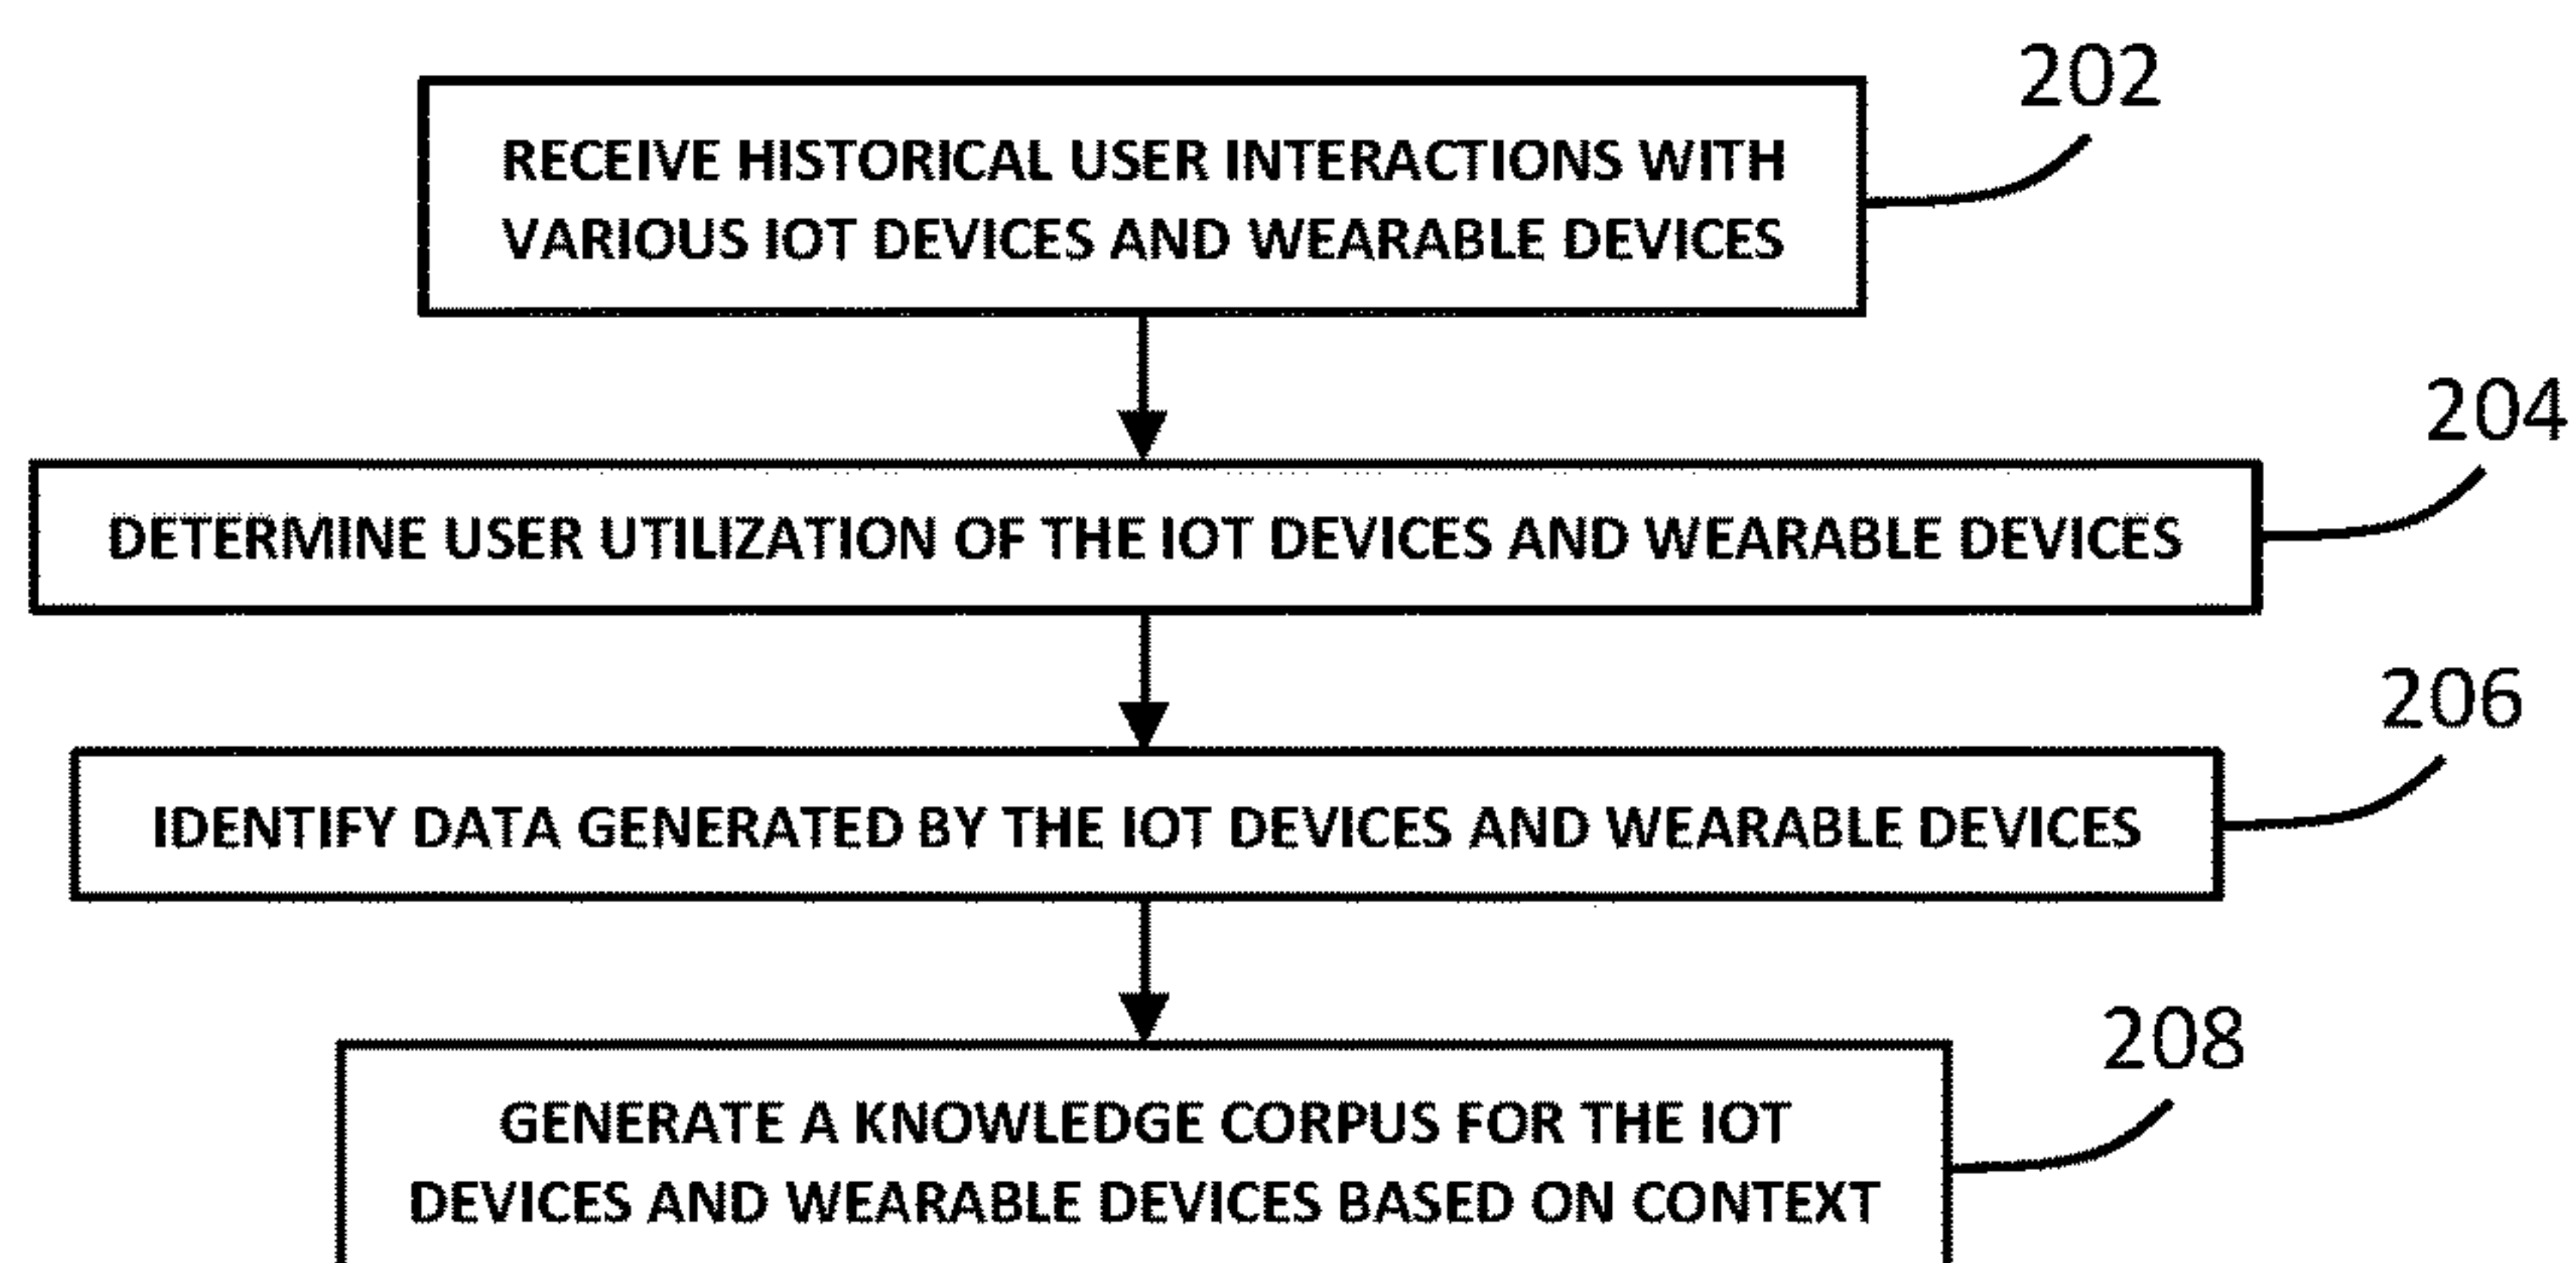 202
RECEIVE HISTORICAL USER INTERACTIONS WITH
VARIOUS IOT DEVICES AND WEARABLE DEVICES
204
DETERMINE USER UTILIZATION OF THE IOT DEVICES AND WEARABLE DEVICES
206
IDENTIFY DATA GENERATED BY THE IOT DEVICES AND WEARABLE DEVICES
208
GENERATE A KNOWLEDGE CORPUS FOR THE IOT
DEVICES AND WEARABLE DEVICES BASED ON CONTEXT